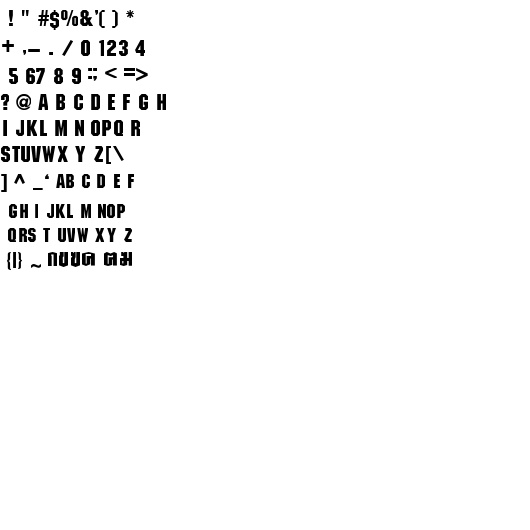 ! " #$%&'( ) *
+ ,– . / 0 123 4
5 67 8 9 :; < =>
? @ A B C D E F G H
I JKL M N OPQ R
STUVWX Y Z[\
] ^ _‘ AB C D E F
GH I JKL M NOP
QRS T UVW XY Z
{|} ~